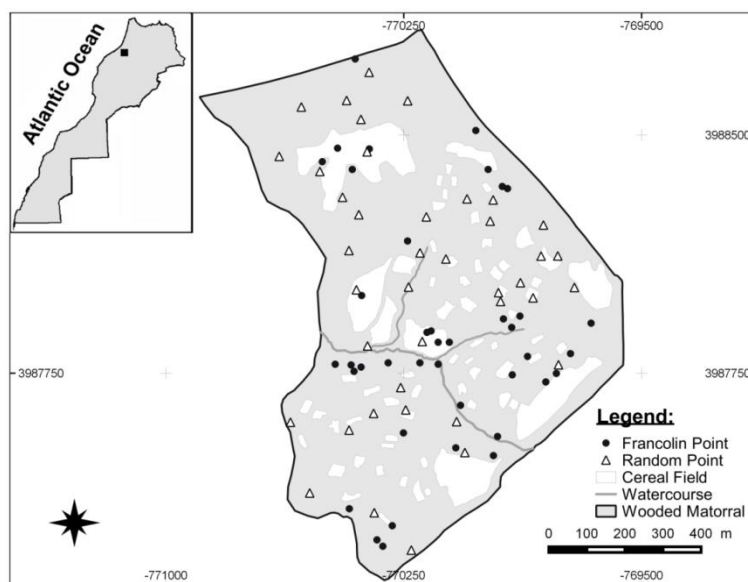 -770250
-769500
Atlantic Ocean
3988500
3988500
3987750
3987750
Legend:
Francolin Point
Random Point
Cereal Field
Watercourse
Wooded Matorral
0 100 200 300 400 m
-771000
-770250
-769500